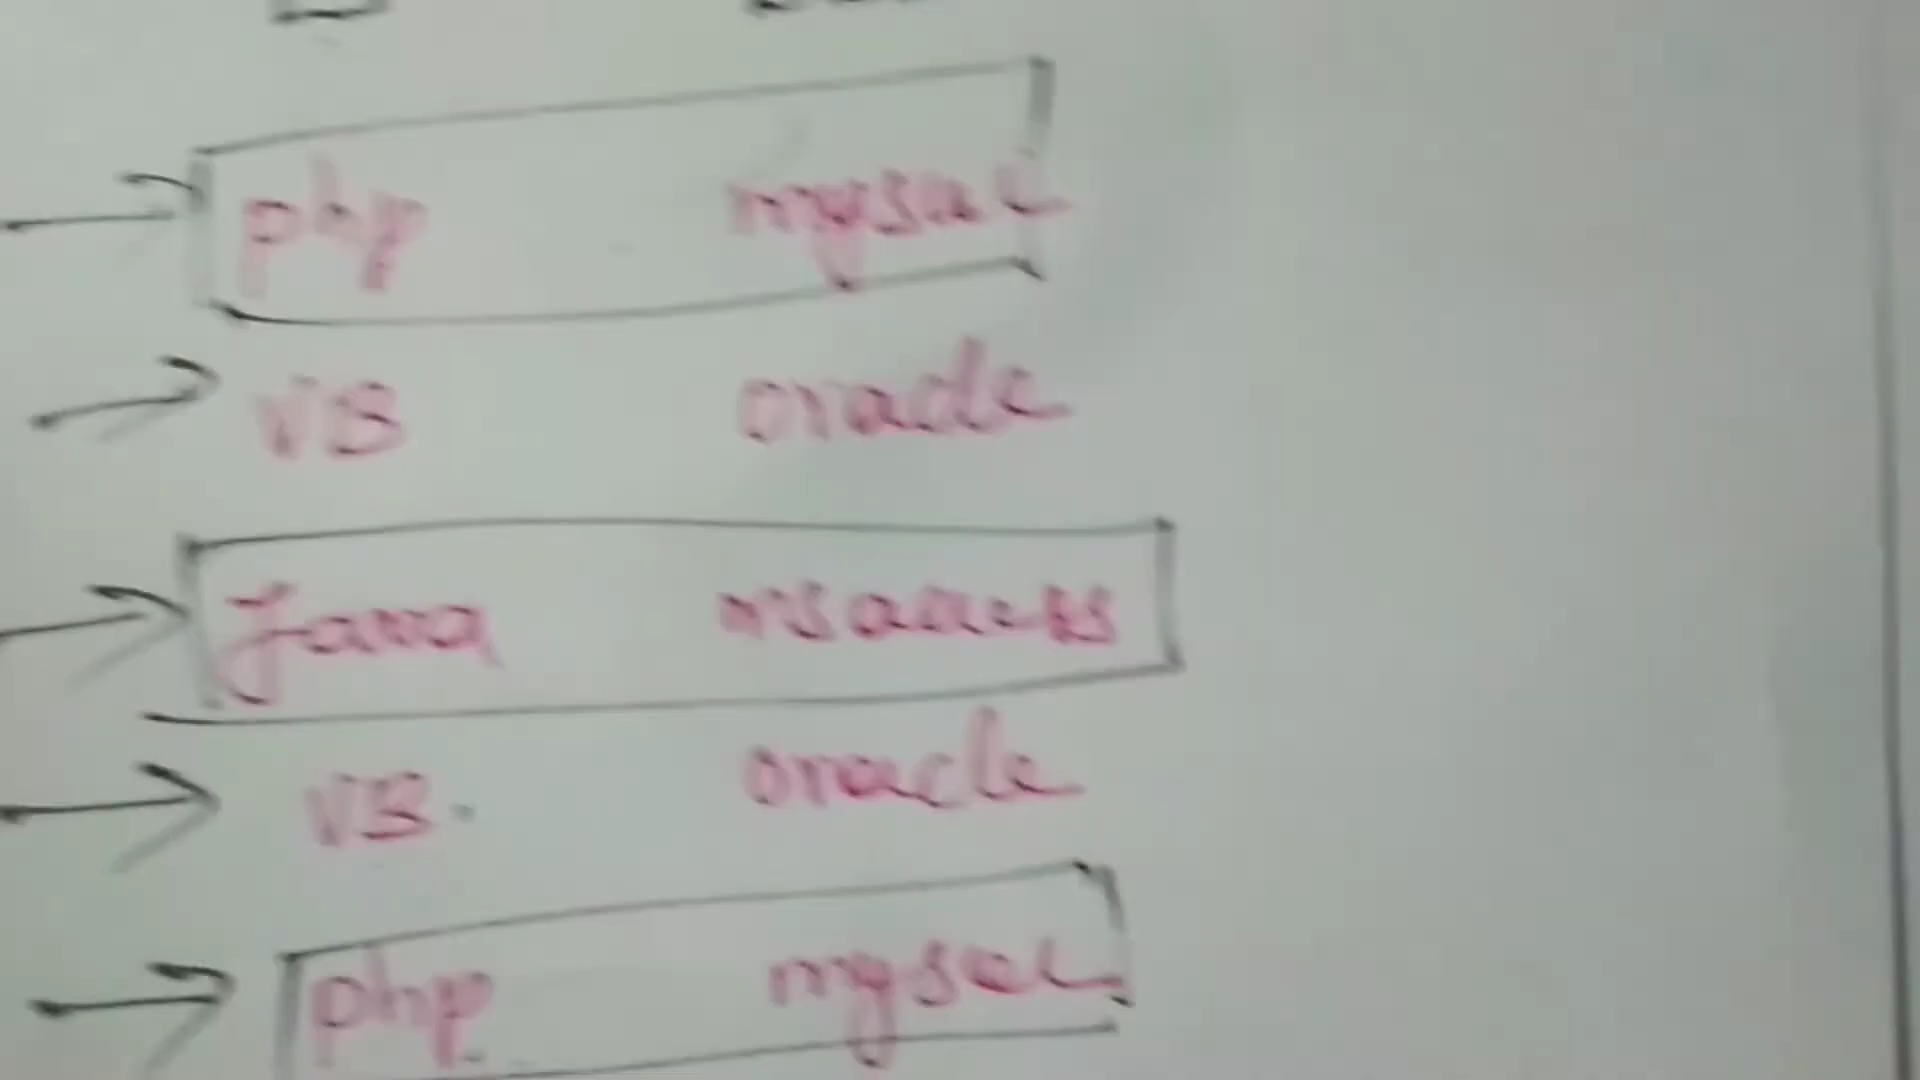 php mysql
VB oracle
Java msaccess
VB. oracle
php mysql